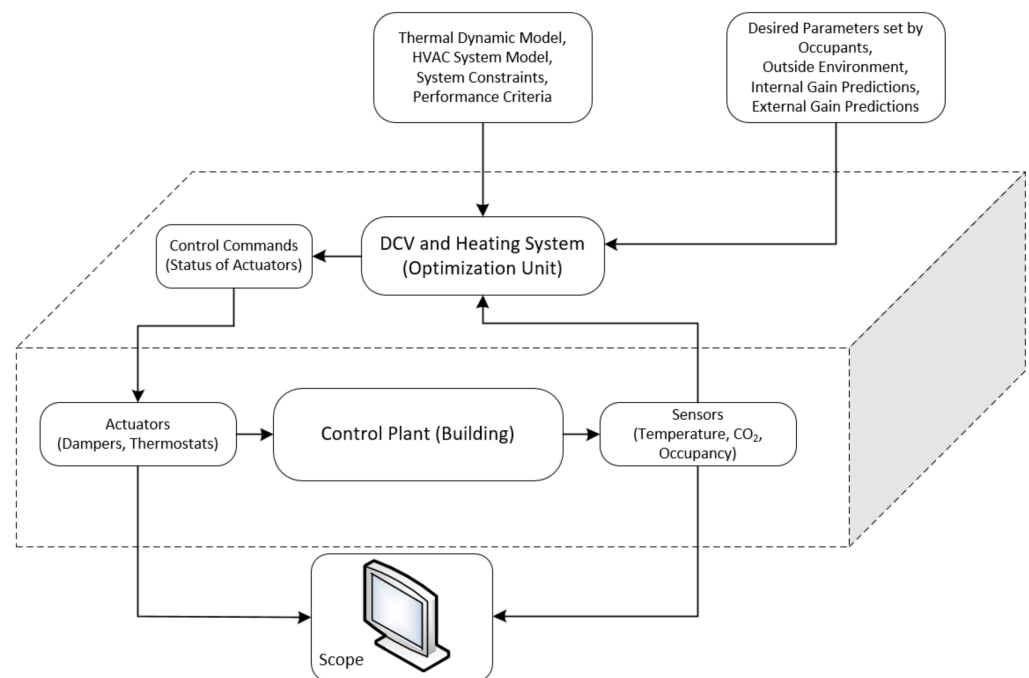 Thermal Dynamic Model,
HVAC System Model,
System Constraints,
Performance Criteria
Desired Parameters set by
Occupants,
Outside Environment,
Internal Gain Predictions,
External Gain Predictions
Control Commands
(Status of Actuators)
DCV and Heating System
(Optimization Unit)
Actuators
(Dampers, Thermostats)
Control Plant (Building)
Sensors
(Temperature, CO₂,
Occupancy)
Scope